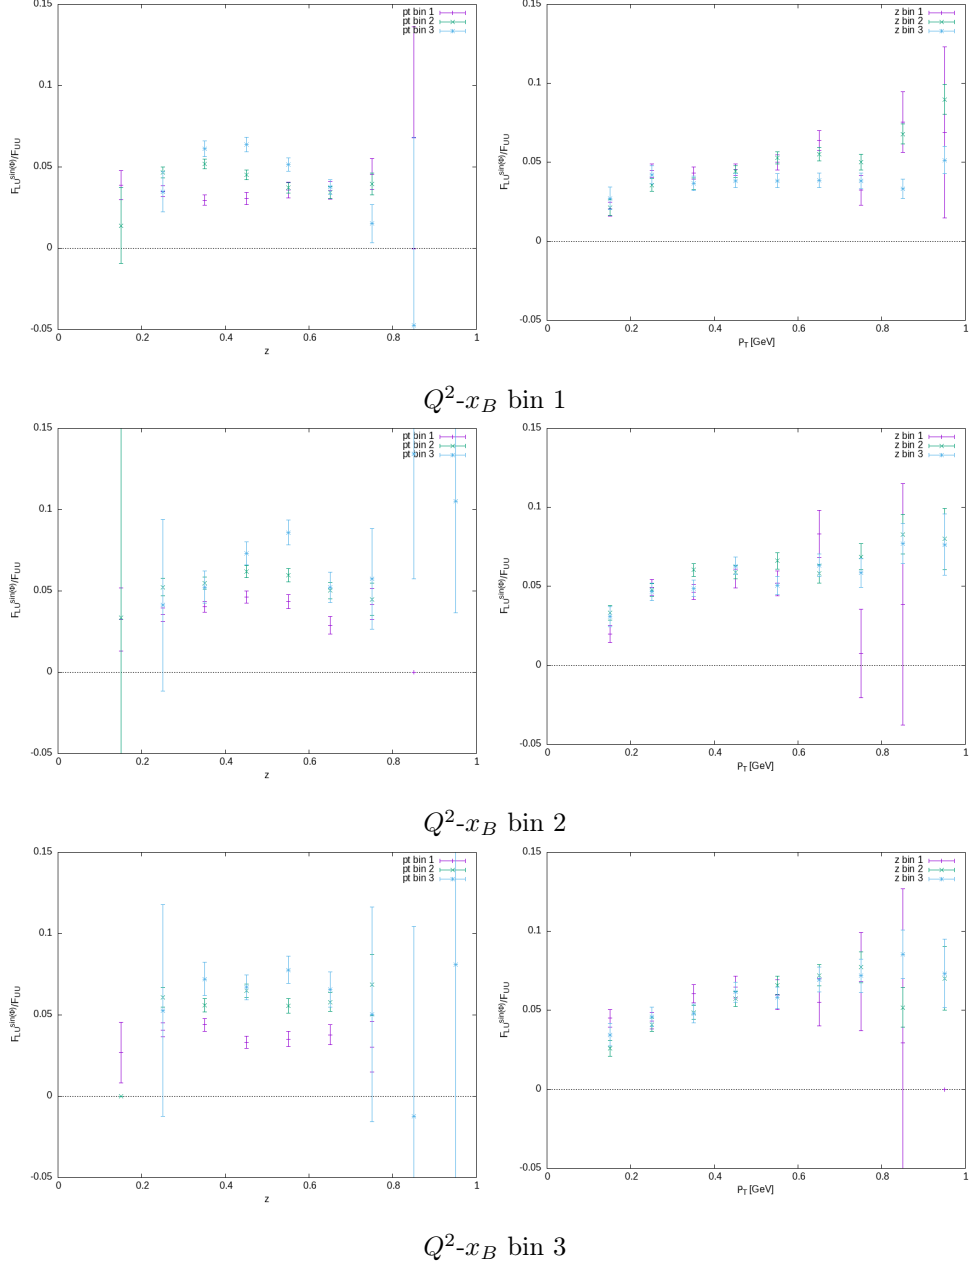 0.15
0.1
0.05
0
-0.05
0 0.2 0.4 0.6 0.8 1
F_LU^sin(Φ)/F_UU
z
pt bin 1
pt bin 2
pt bin 3
0.15
0.1
0.05
0
-0.05
0 0.2 0.4 0.6 0.8 1
F_LU^sin(Φ)/F_UU
P_T [GeV]
z bin 1
z bin 2
z bin 3
Q²-x_B bin 1
0.15
0.1
0.05
0
-0.05
0 0.2 0.4 0.6 0.8 1
F_LU^sin(Φ)/F_UU
z
pt bin 1
pt bin 2
pt bin 3
0.15
0.1
0.05
0
-0.05
0 0.2 0.4 0.6 0.8 1
F_LU^sin(Φ)/F_UU
P_T [GeV]
z bin 1
z bin 2
z bin 3
Q²-x_B bin 2
0.15
0.1
0.05
0
-0.05
0 0.2 0.4 0.6 0.8 1
F_LU^sin(Φ)/F_UU
z
pt bin 1
pt bin 2
pt bin 3
0.15
0.1
0.05
0
-0.05
0 0.2 0.4 0.6 0.8 1
F_LU^sin(Φ)/F_UU
P_T [GeV]
z bin 1
z bin 2
z bin 3
Q²-x_B bin 3